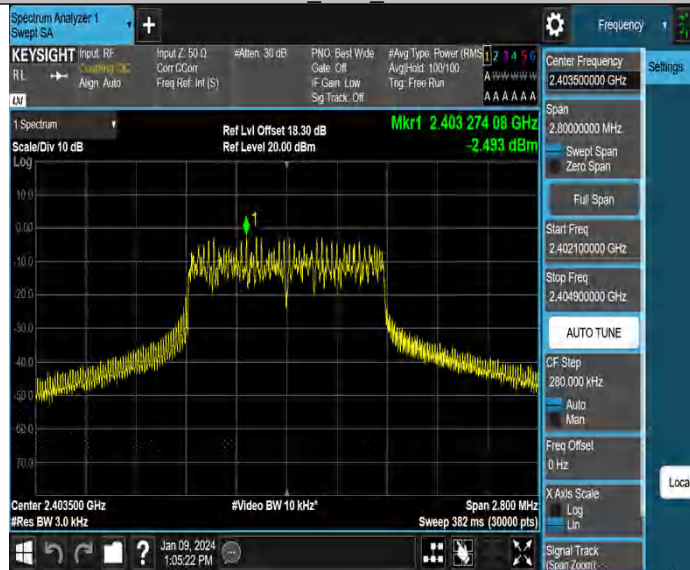 Spectrum Analyzer 1
Swept SA
KEYSIGHT
RL
Input: RF
Coupling: DC
Align: Auto
Input Z: 50 Ω
Corr CCorr
Freq Ref: Int (S)
#Atten: 30 dB
PNO: Best Wide
Gate: Off
IF Gain: Low
Sig Track: Off
#Avg Type: Power (RMS)
Avg|Hold: 100/100
Trig: Free Run
1 2 3 4 5 6
A W W W W W
A A A A A A
LXI
1 Spectrum
Scale/Div 10 dB
Log
Ref Lvl Offset 18.30 dB
Ref Level 20.00 dBm
Mkr1 2.403 274 08 GHz
-2.493 dBm
10.0
0.00
-10.0
-20.0
-30.0
-40.0
-50.0
-60.0
-70.0
1
Center 2.403500 GHz
#Res BW 3.0 kHz
#Video BW 10 kHz*
Span 2.800 MHz
Sweep 382 ms (30000 pts)
?
Jan 09, 2024
1:05:22 PM
Frequency
Settings
Center Frequency
2.403500000 GHz
Span
2.80000000 MHz
Swept Span
Zero Span
Full Span
Start Freq
2.402100000 GHz
Stop Freq
2.404900000 GHz
AUTO TUNE
CF Step
280.000 kHz
Auto
Man
Freq Offset
0 Hz
X Axis Scale
Log
Lin
Signal Track
(Span Zoom)
Loca